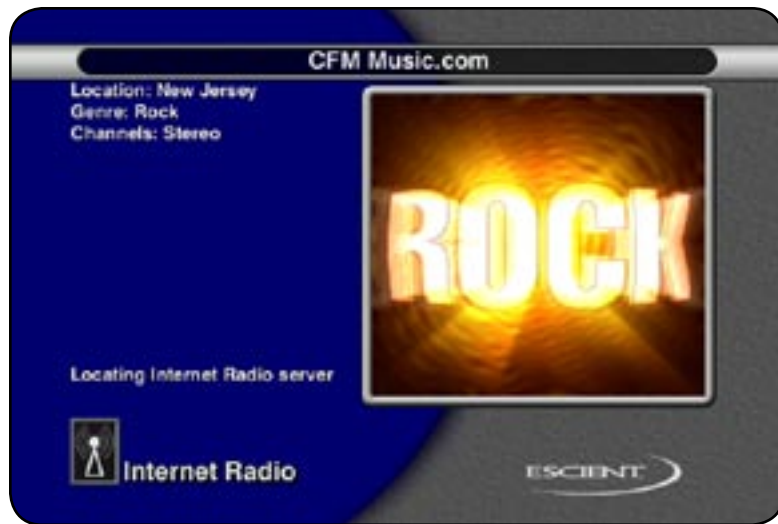 CFM Music.com
Location: New Jersey
Genre: Rock
Channels: Stereo
ROCK
Locating Internet Radio server
Internet Radio
ESCIENT